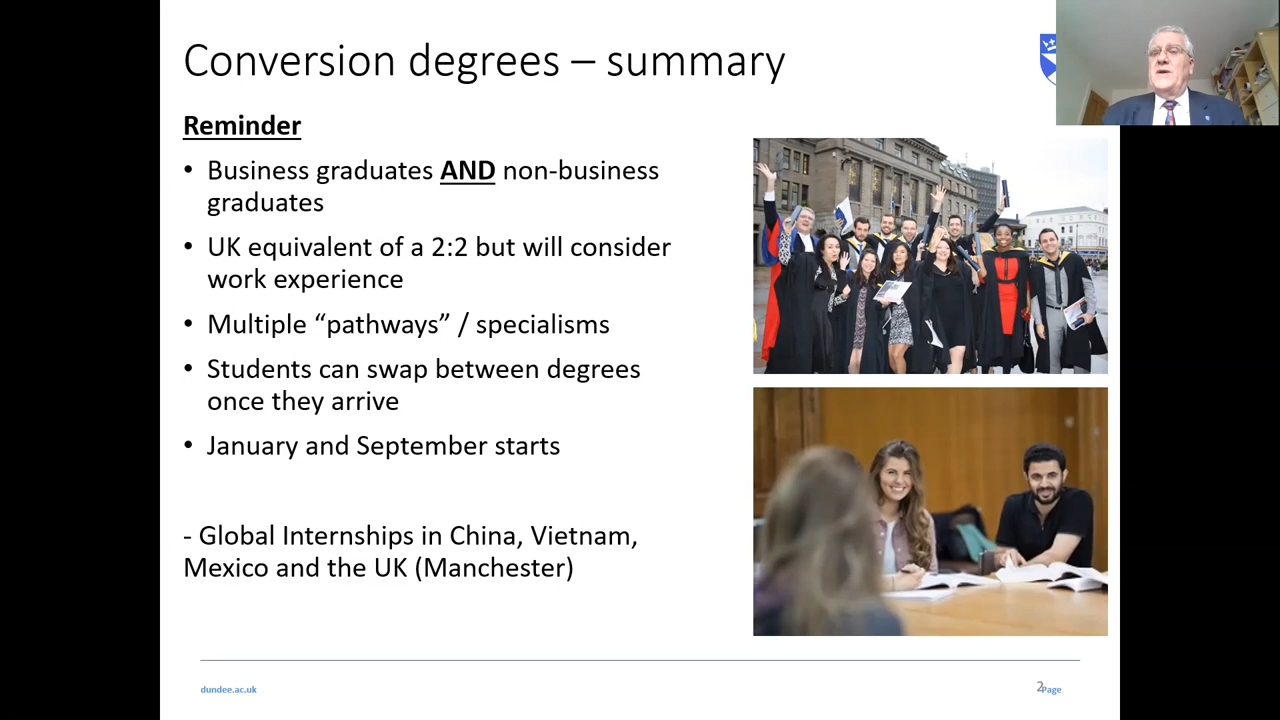 Conversion degrees – summary
Reminder
• Business graduates AND non-business
graduates
• UK equivalent of a 2:2 but will consider
work experience
• Multiple “pathways” / specialisms
• Students can swap between degrees
once they arrive
• January and September starts
- Global Internships in China, Vietnam,
Mexico and the UK (Manchester)
dundee.ac.uk
2 Page